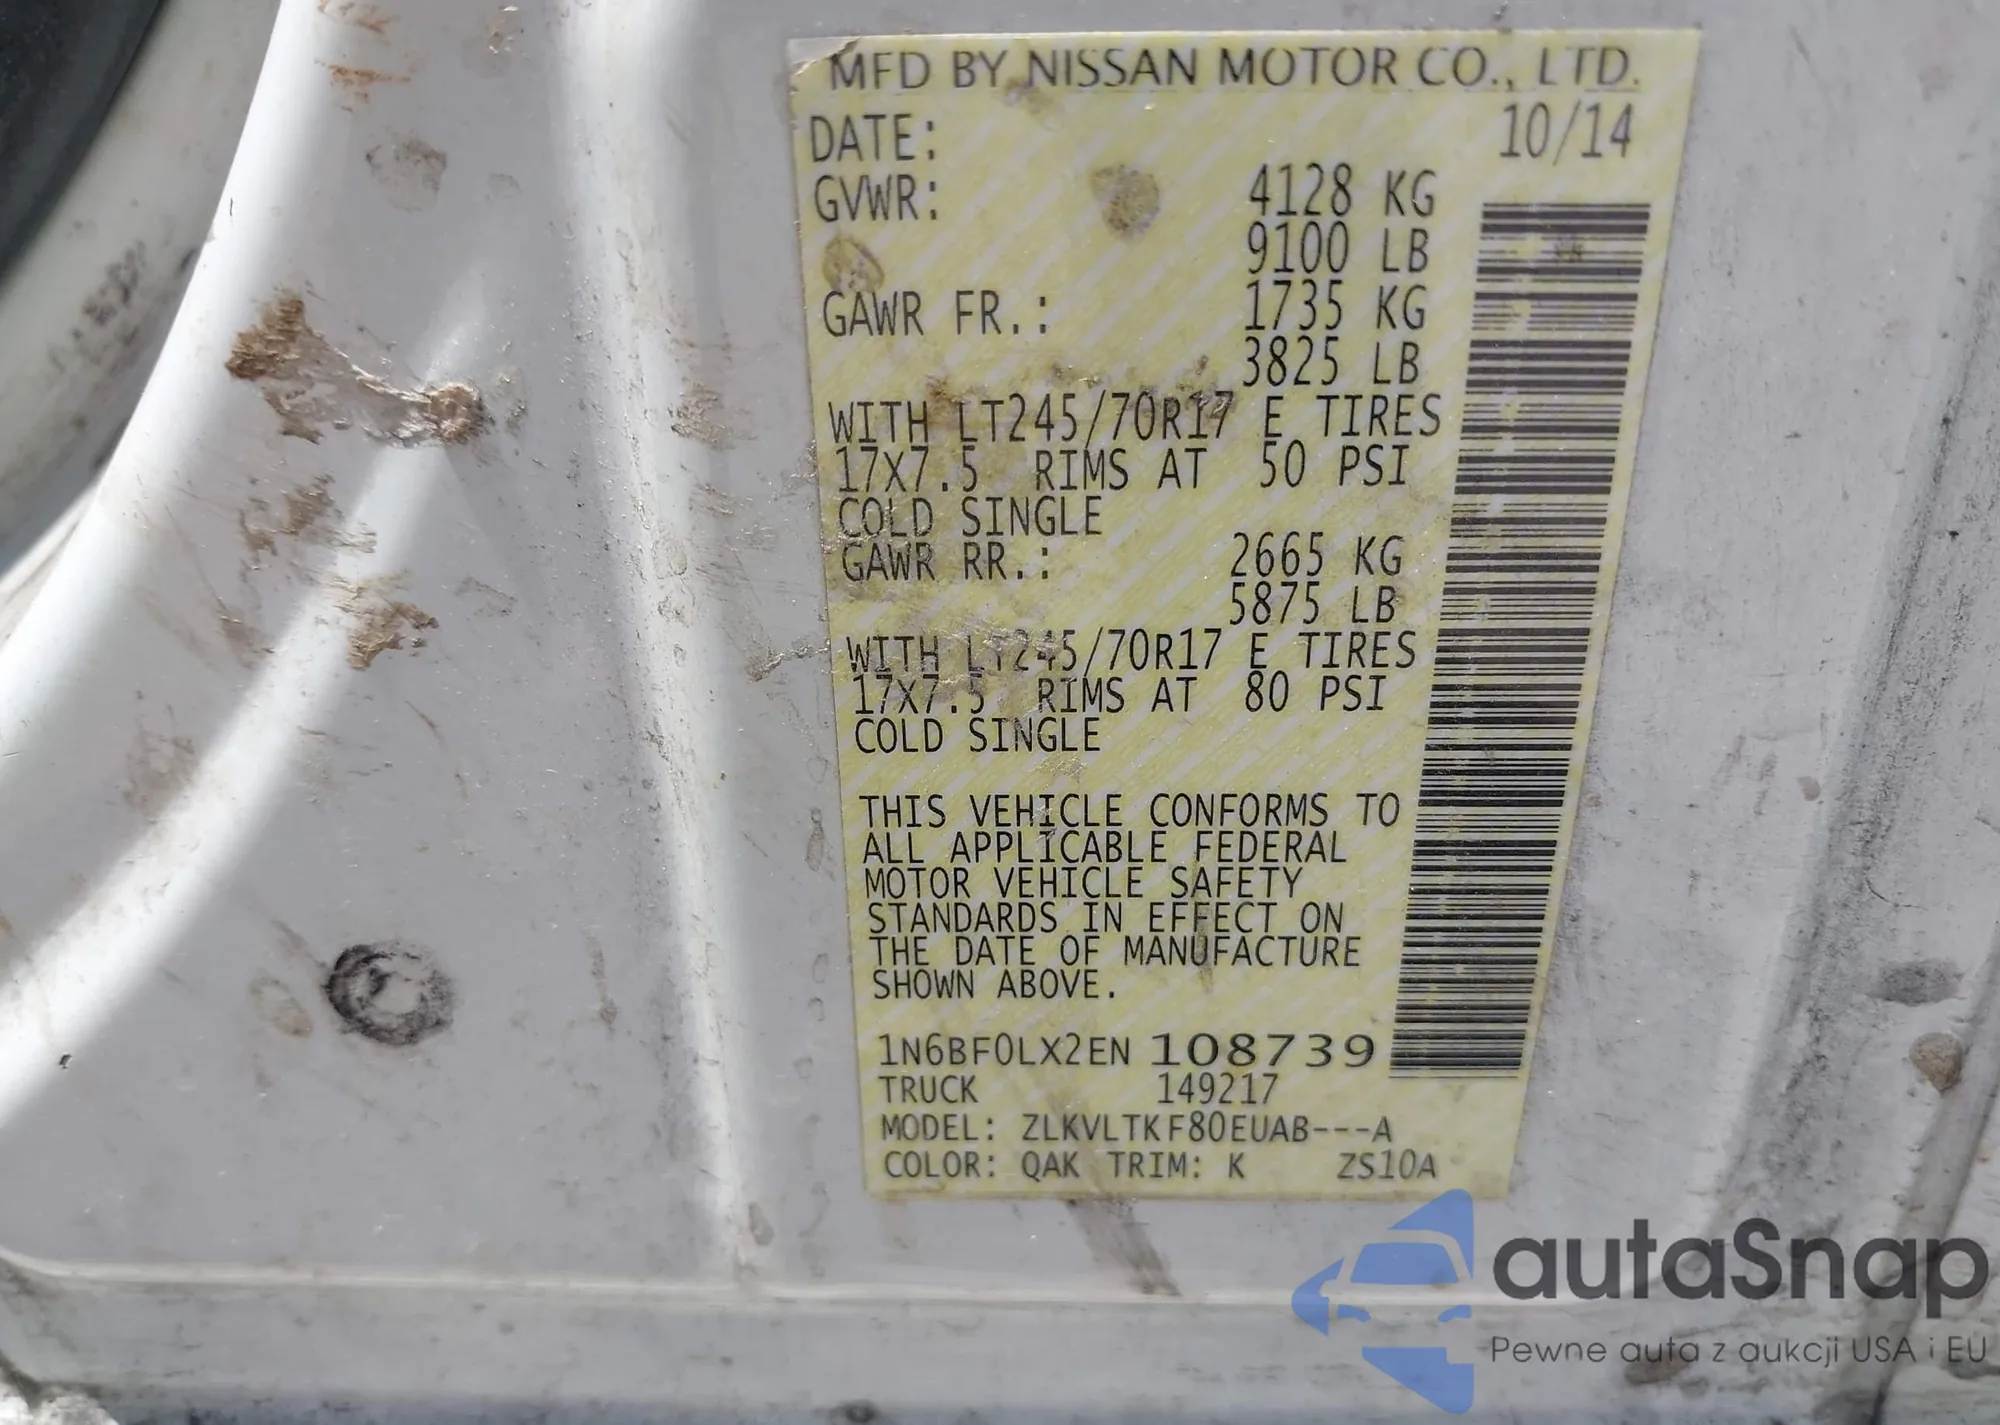 MFD BY NISSAN MOTOR CO., LTD.
DATE: 10/14
GVWR: 4128 KG
9100 LB
GAWR FR.: 1735 KG
3825 LB
WITH LT245/70R17 E TIRES
17X7.5 RIMS AT 50 PSI
COLD SINGLE
GAWR RR.: 2665 KG
5875 LB
WITH LT245/70R17 E TIRES
17X7.5 RIMS AT 80 PSI
COLD SINGLE
THIS VEHICLE CONFORMS TO
ALL APPLICABLE FEDERAL
MOTOR VEHICLE SAFETY
STANDARDS IN EFFECT ON
THE DATE OF MANUFACTURE
SHOWN ABOVE.
1N6BF0LX2EN 108739
TRUCK 149217
MODEL: ZLKVLTKF80EUAB---A
COLOR: QAK TRIM: K ZS10A
autaSnap
Pewne auta z aukcji USA i EU